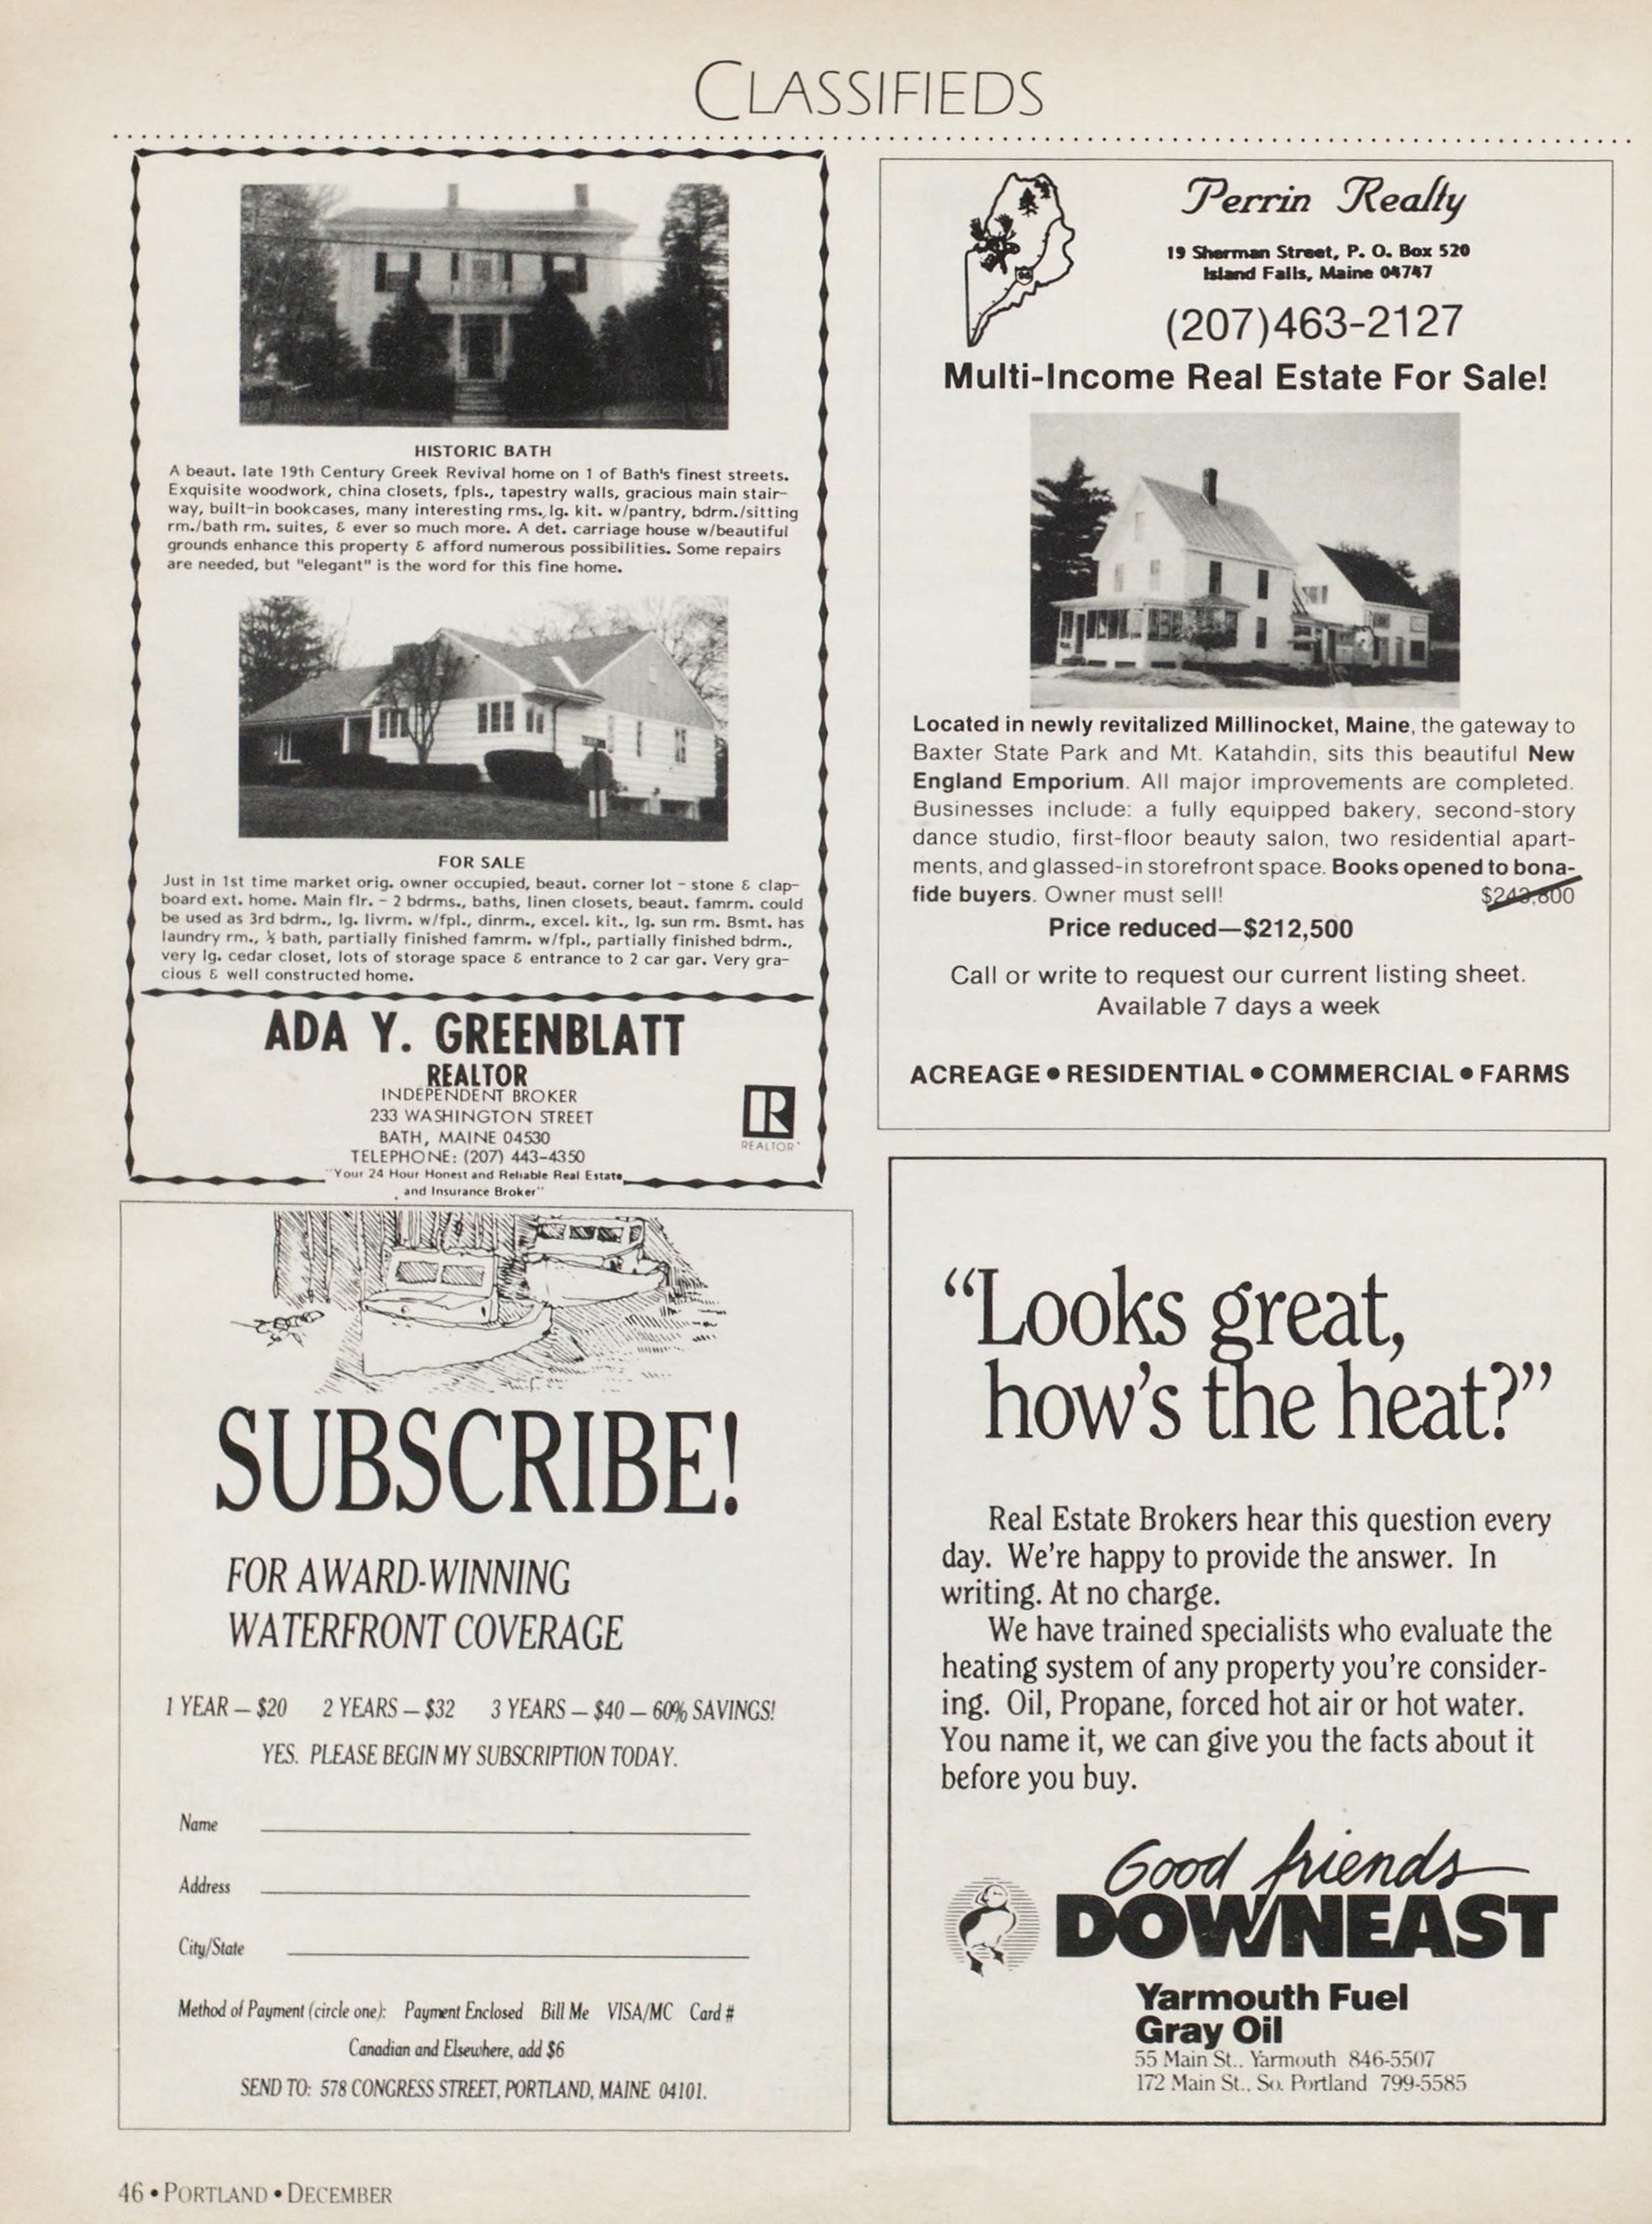 CLASSIFIEDS
HISTORIC BATH
A beaut. late 19th Century Greek Revival home on 1 of Bath's finest streets.
Exquisite woodwork, china closets, fpls., tapestry walls, gracious main stair-
way, built-in bookcases, many interesting rms., lg. kit. w/pantry, bdrm./sitting
rm./bath rm. suites, & ever so much more. A det. carriage house w/beautiful
grounds enhance this property & afford numerous possibilities. Some repairs
are needed, but "elegant" is the word for this fine home.
FOR SALE
Just in 1st time market orig. owner occupied, beaut. corner lot - stone & clap-
board ext. home. Main flr. - 2 bdrms., baths, linen closets, beaut. famrm. could
be used as 3rd bdrm., lg. livrm. w/fpl., dinrm., excel. kit., lg. sun rm. Bsmt. has
laundry rm., ½ bath, partially finished famrm. w/fpl., partially finished bdrm.,
very lg. cedar closet, lots of storage space & entrance to 2 car gar. Very gra-
cious & well constructed home.
ADA Y. GREENBLATT
REALTOR
INDEPENDENT BROKER
233 WASHINGTON STREET
BATH, MAINE 04530
TELEPHONE: (207) 443-4350
"Your 24 Hour Honest and Reliable Real Estate
and Insurance Broker"
R
REALTOR®
Perrin Realty
19 Sherman Street, P. O. Box 520
Island Falls, Maine 04747
(207)463-2127
Multi-Income Real Estate For Sale!
Located in newly revitalized Millinocket, Maine, the gateway to
Baxter State Park and Mt. Katahdin, sits this beautiful New
England Emporium. All major improvements are completed.
Businesses include: a fully equipped bakery, second-story
dance studio, first-floor beauty salon, two residential apart-
ments, and glassed-in storefront space. Books opened to bona-
fide buyers. Owner must sell!
Price reduced—$212,500
Call or write to request our current listing sheet.
Available 7 days a week
ACREAGE • RESIDENTIAL • COMMERCIAL • FARMS
SUBSCRIBE!
FOR AWARD-WINNING
WATERFRONT COVERAGE
1 YEAR — $20 2 YEARS — $32 3 YEARS — $40 — 60% SAVINGS!
YES. PLEASE BEGIN MY SUBSCRIPTION TODAY.
Name
Address
City/State
Method of Payment (circle one): Payment Enclosed Bill Me VISA/MC Card #
Canadian and Elsewhere, add $6
SEND TO: 578 CONGRESS STREET, PORTLAND, MAINE 04101.
“Looks great,
how's the heat?”
Real Estate Brokers hear this question every
day. We're happy to provide the answer. In
writing. At no charge.
We have trained specialists who evaluate the
heating system of any property you're consider-
ing. Oil, Propane, forced hot air or hot water.
You name it, we can give you the facts about it
before you buy.
Good friends
DOWNEAST
Yarmouth Fuel
Gray Oil
55 Main St., Yarmouth 846-5507
172 Main St., So. Portland 799-5585
46 • PORTLAND • DECEMBER